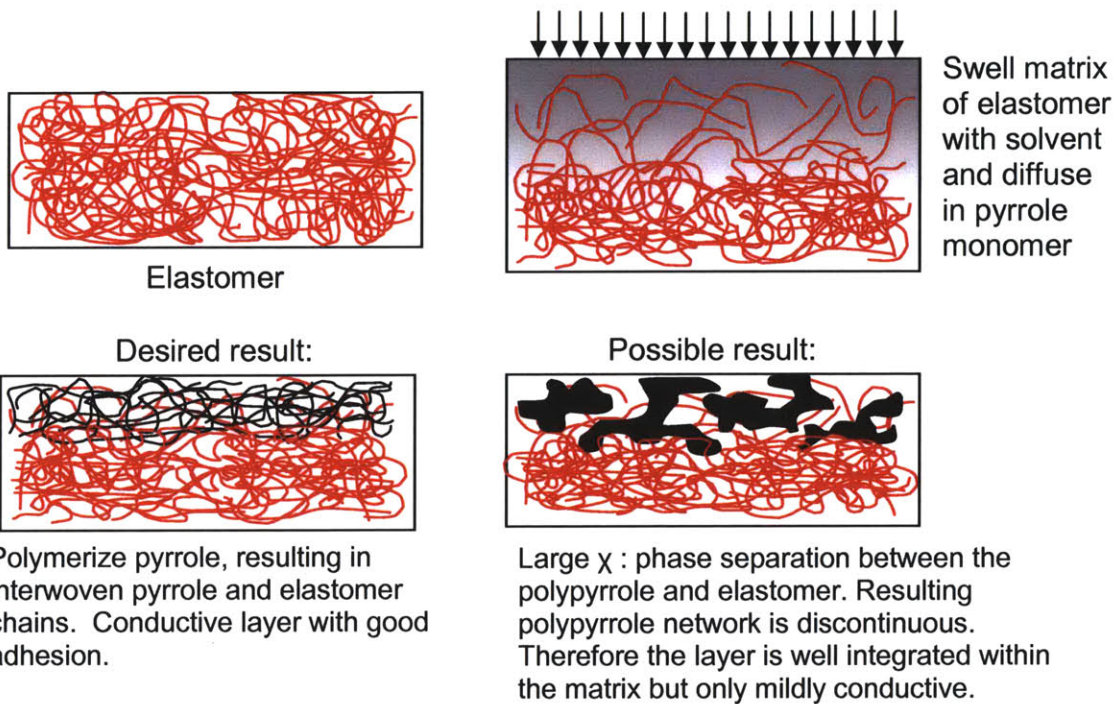 Elastomer
Swell matrix
of elastomer
with solvent
and diffuse
in pyrrole
monomer
Desired result:
Polymerize pyrrole, resulting in
nterwoven pyrrole and elastomer
chains. Conductive layer with good
adhesion.
Possible result:
Large χ : phase separation between the
polypyrrole and elastomer. Resulting
polypyrrole network is discontinuous.
Therefore the layer is well integrated within
the matrix but only mildly conductive.